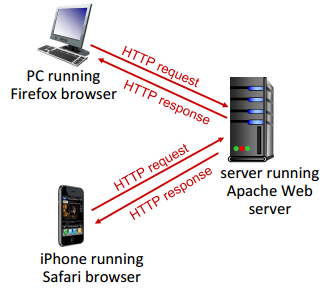 HTTP request
HTTP response
PC running
Firefox browser
server running
Apache Web
server
HTTP request
HTTP response
iPhone running
Safari browser